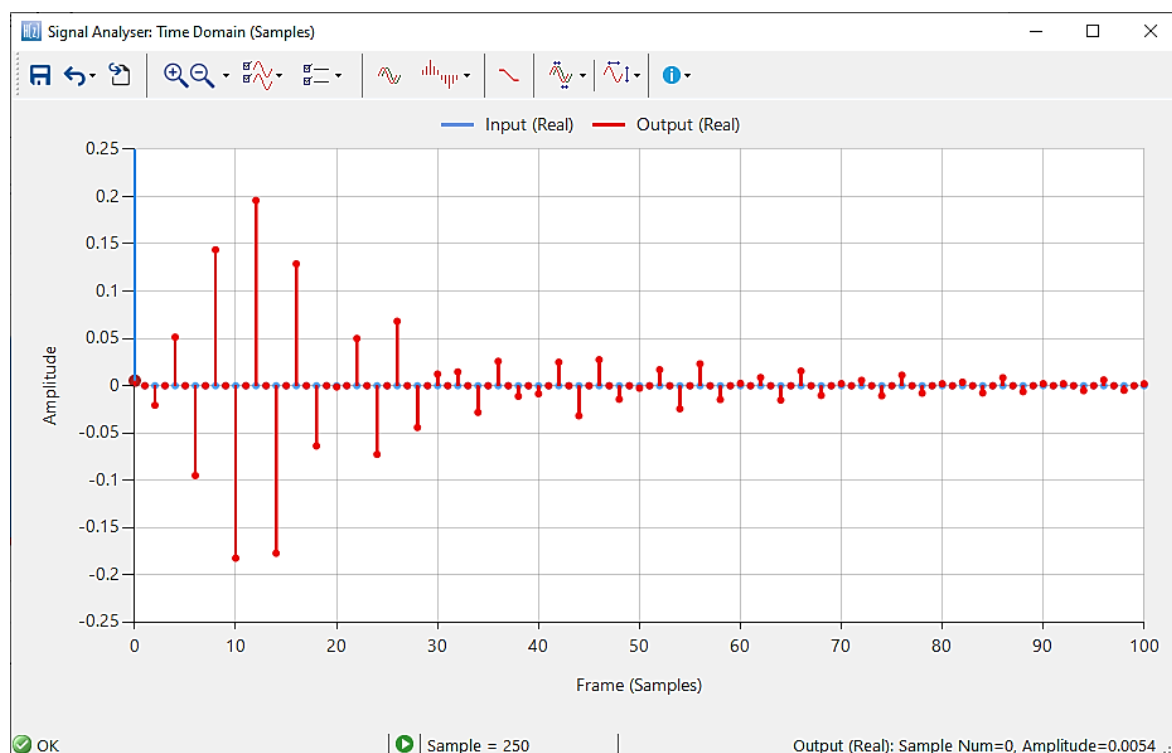 H(z) Signal Analyser: Time Domain (Samples)
Input (Real) Output (Real)
0.25
0.2
0.15
0.1
0.05
0
-0.05
-0.1
-0.15
-0.2
-0.25
Amplitude
0 10 20 30 40 50 60 70 80 90 100
Frame (Samples)
OK Sample = 250 Output (Real): Sample Num=0, Amplitude=0.0054